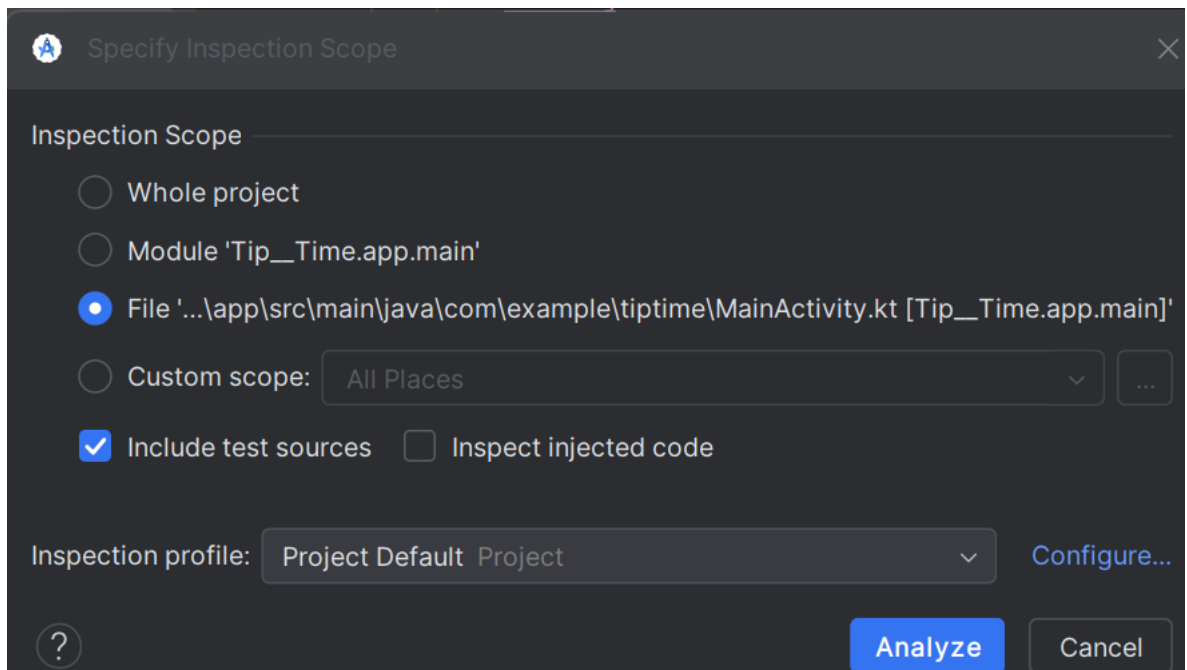 Specify Inspection Scope
Inspection Scope
Whole project
Module 'Tip__Time.app.main'
File '...\app\src\main\java\com\example\tiptime\MainActivity.kt [Tip__Time.app.main]'
Custom scope: All Places ...
Include test sources Inspect injected code
Inspection profile: Project Default Project Configure...
? Analyze Cancel